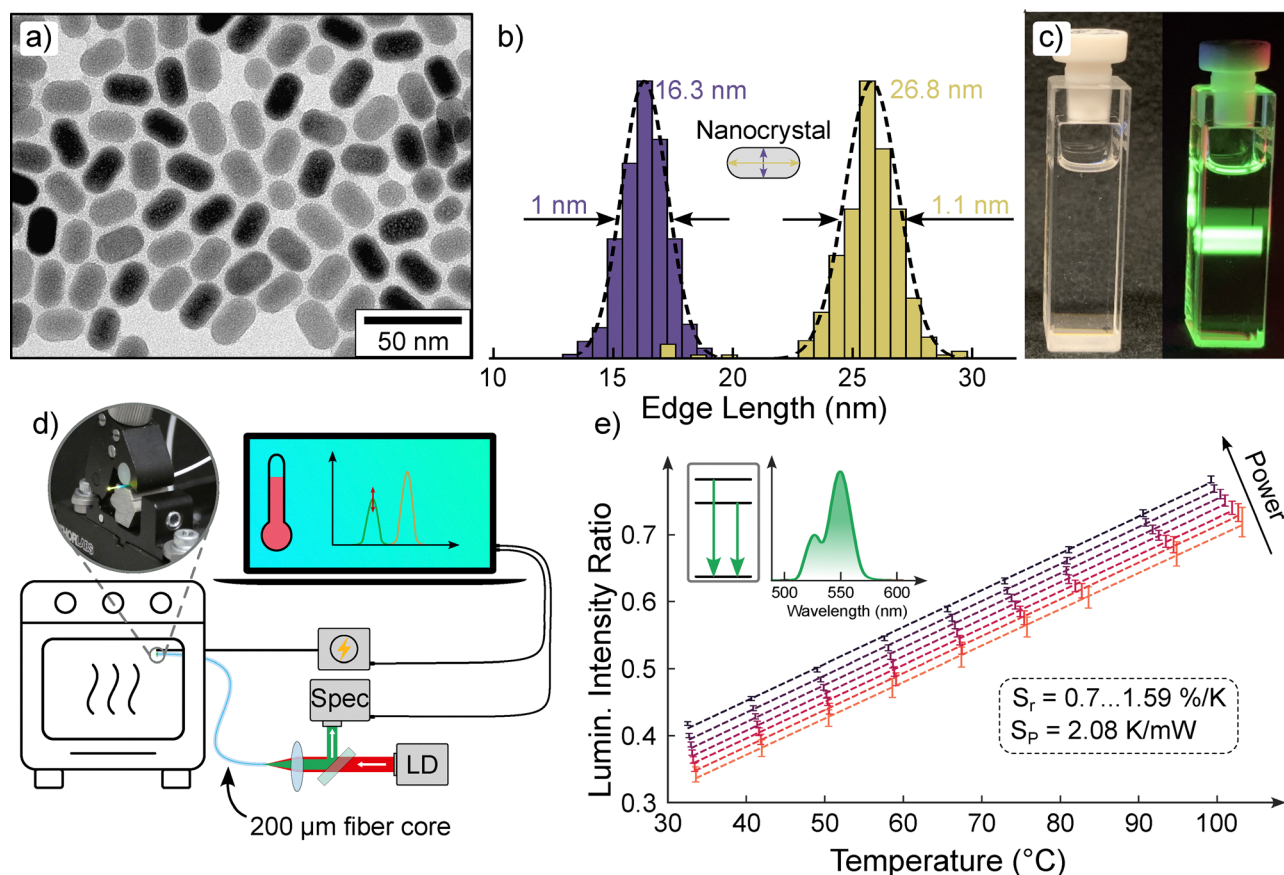 a)
50 nm
b)
16.3 nm
26.8 nm
Nanocrystal
1 nm
1.1 nm
10
15
20
25
30
Edge Length (nm)
c)
d)
Spec
LD
200 µm fiber core
e)
Lumin. Intensity Ratio
0.7
0.6
0.5
0.4
0.3
500
550
600
Wavelength (nm)
Power
Sr = 0.7...1.59 %/K
SP = 2.08 K/mW
30
40
50
60
70
80
90
100
Temperature (°C)